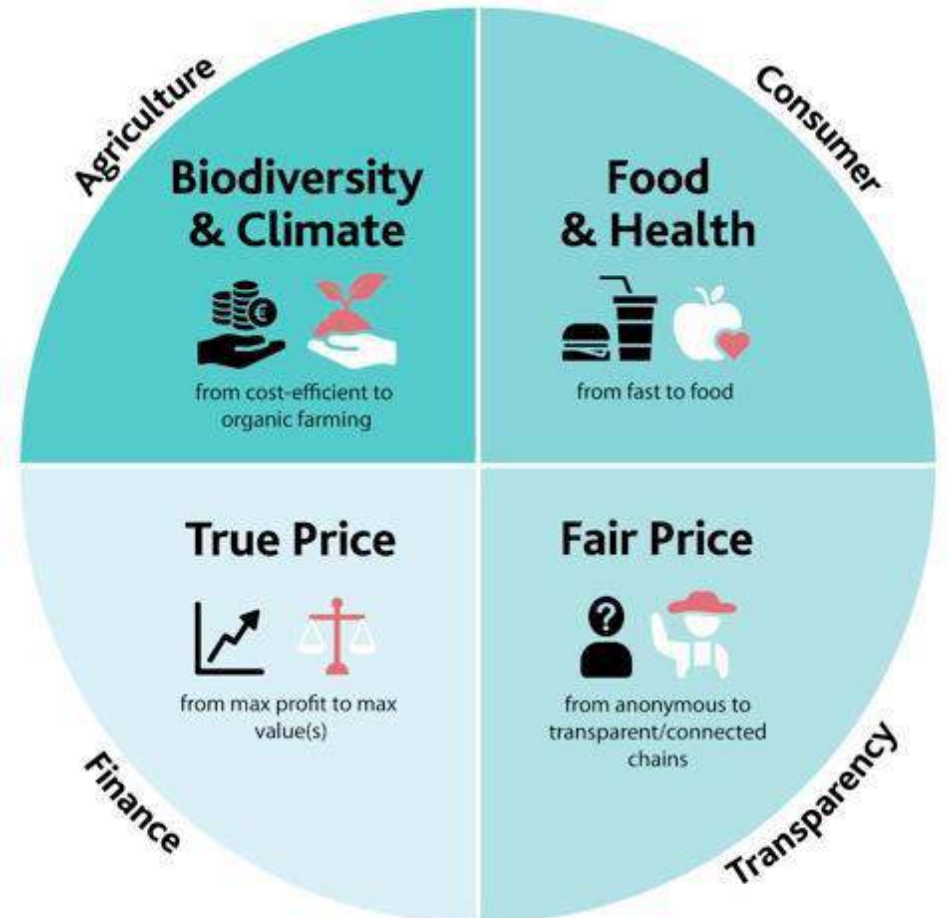 Agriculture
Biodiversity
& Climate
€
from cost-efficient to
organic farming
Consumer
Food
& Health
from fast to food
True Price
from max profit to max
value(s)
Finance
Fair Price
?
from anonymous to
transparent/connected
chains
Transparency